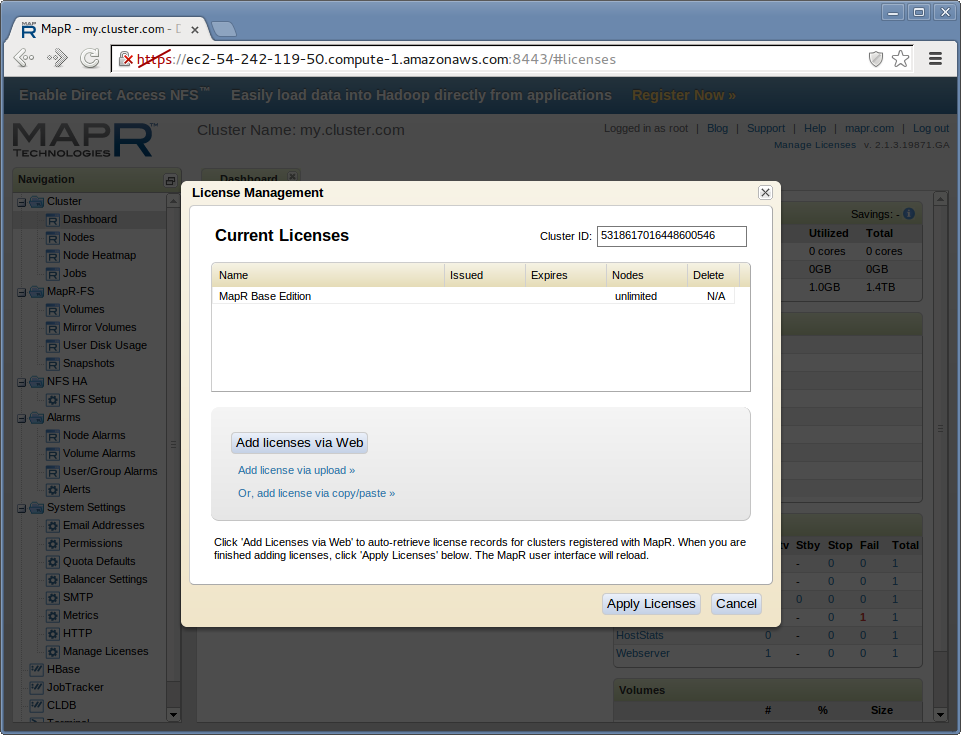 MapR - my.cluster.com - D
https://ec2-54-242-119-50.compute-1.amazonaws.com:8443/#licenses
Enable Direct Access NFS™ Easily load data into Hadoop directly from applications Register Now »
MAPR™
TECHNOLOGIES
Cluster Name: my.cluster.com
Logged in as root | Blog | Support | Help | mapr.com | Log out
Manage Licenses v. 2.1.3.19871.GA
Navigation
Cluster
Dashboard
Nodes
Node Heatmap
Jobs
MapR-FS
Volumes
Mirror Volumes
User Disk Usage
Snapshots
NFS HA
NFS Setup
Alarms
Node Alarms
Volume Alarms
User/Group Alarms
Alerts
System Settings
Email Addresses
Permissions
Quota Defaults
Balancer Settings
SMTP
Metrics
HTTP
Manage Licenses
HBase
JobTracker
CLDB
Terminal
Dashboard
License Management
Current Licenses
Cluster ID: 5318617016448600546
Name Issued Expires Nodes Delete
MapR Base Edition unlimited N/A
Add licenses via Web
Add license via upload »
Or, add license via copy/paste »
Click 'Add Licenses via Web' to auto-retrieve license records for clusters registered with MapR. When you are
finished adding licenses, click 'Apply Licenses' below. The MapR user interface will reload.
Apply Licenses Cancel
Savings: -
Utilized Total
0 cores 0 cores
0GB 0GB
1.0GB 1.4TB
Stby Stop Fail Total
- 0 0 1
- 0 0 1
0 0 0 1
- 0 1 1
HostStats 0 - 0 0 1
Webserver 1 - 0 0 1
Volumes
# % Size